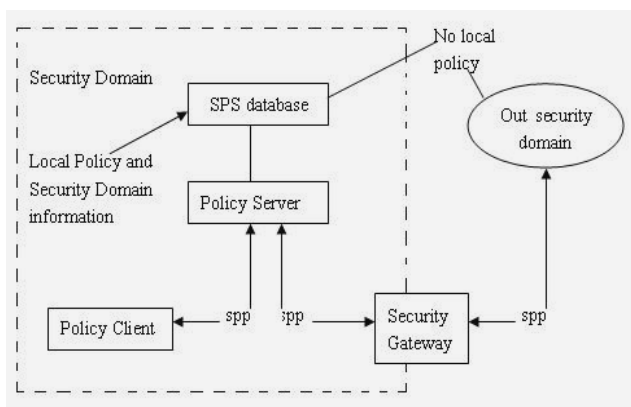 No local
policy
Security Domain
SPS database
Out security
domain
Local Policy and
Security Domain
information
Policy Server
Policy Client
spp
spp
Security
Gateway
spp